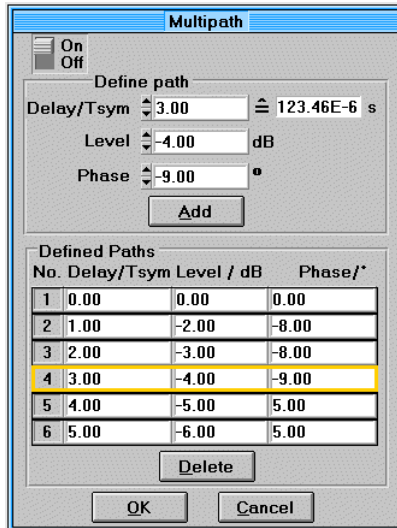 Multipath
On
Off
Define path
Delay/Tsym 3.00 ≙ 123.46E-6 s
Level -4.00 dB
Phase -9.00 °
Add
Defined Paths
No. Delay/Tsym Level / dB Phase/°
1 0.00 0.00 0.00
2 1.00 -2.00 -8.00
3 2.00 -3.00 -8.00
4 3.00 -4.00 -9.00
5 4.00 -5.00 5.00
6 5.00 -6.00 5.00
Delete
OK Cancel